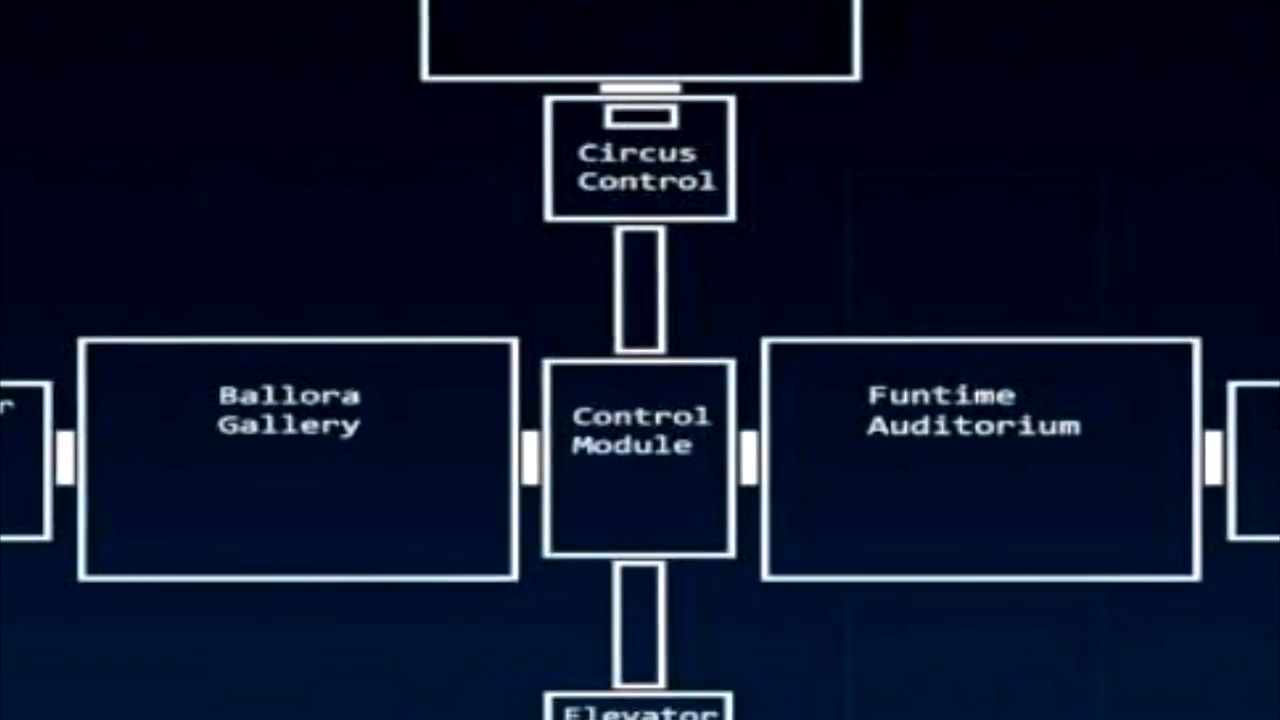 Circus
Control
Ballora
Gallery
Control
Module
Funtime
Auditorium
r
Elevator